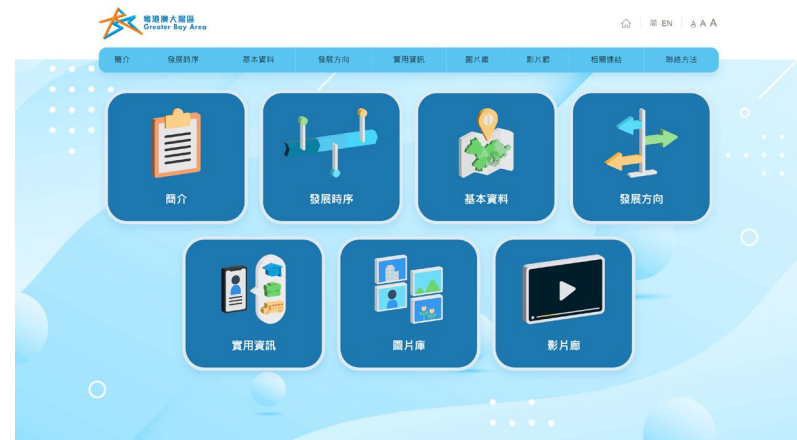 粵港澳大灣區
Greater Bay Area
简 EN A A A
簡介 發展時序 基本資料 發展方向 實用資訊 圖片庫 影片廊 相關連結 聯絡方法
簡介 發展時序 基本資料 發展方向
實用資訊 圖片庫 影片廊